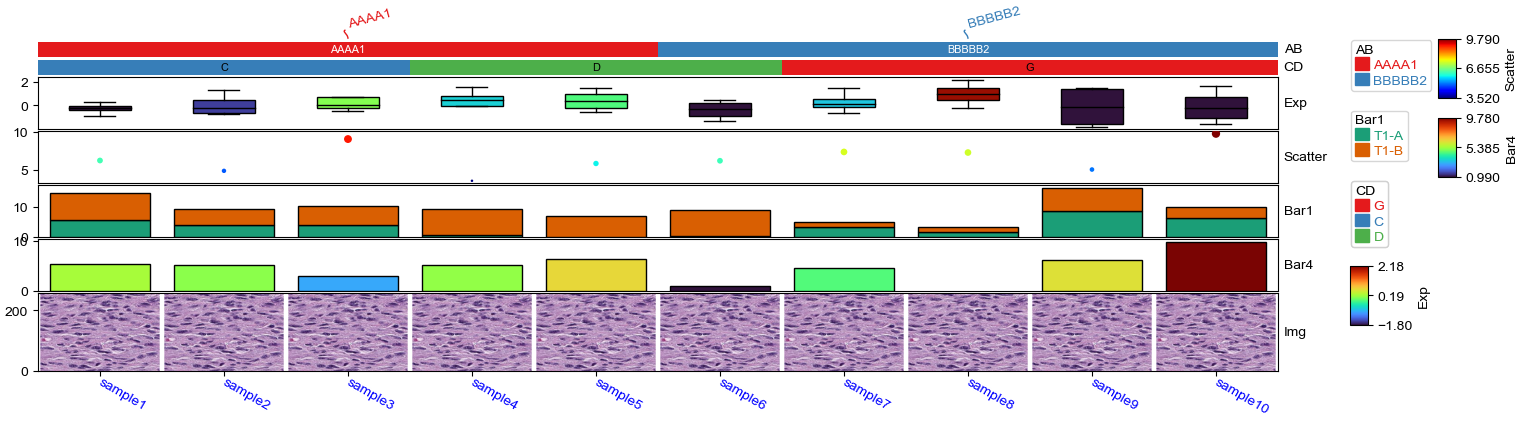 AAAA1
BBBBB2
AAAA1
BBBBB2
AB
C
D
G
CD
2
0
Exp
10
5
Scatter
10
0
Bar1
10
0
Bar4
200
0
Img
sample1
sample2
sample3
sample4
sample5
sample6
sample7
sample8
sample9
sample10
AB
AAAA1
BBBBB2
9.790
6.655
3.520
Scatter
Bar1
T1-A
T1-B
9.780
5.385
0.990
Bar4
CD
G
C
D
2.18
0.19
−1.80
Exp